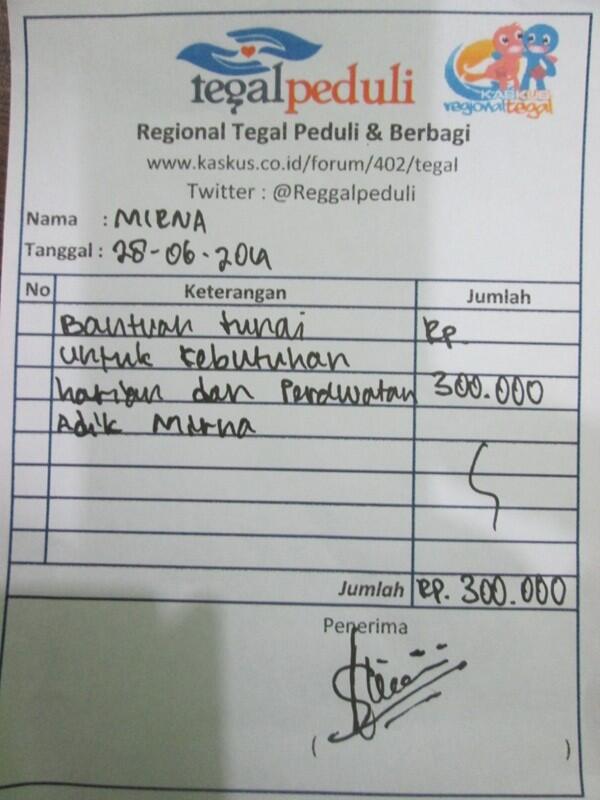 tegalpeduli
KASKUS
regionaltegal
Regional Tegal Peduli & Berbagi
www.kaskus.co.id/forum/402/tegal
Twitter : @Reggalpeduli
Nama : MIRNA
Tanggal : 28-06-2014
No Keterangan Jumlah
Bantuan tunai Rp
untuk kebutuhan
harian dan Perawatan 300.000
Adik Mirna
Jumlah Rp. 300.000
Penerima
( )